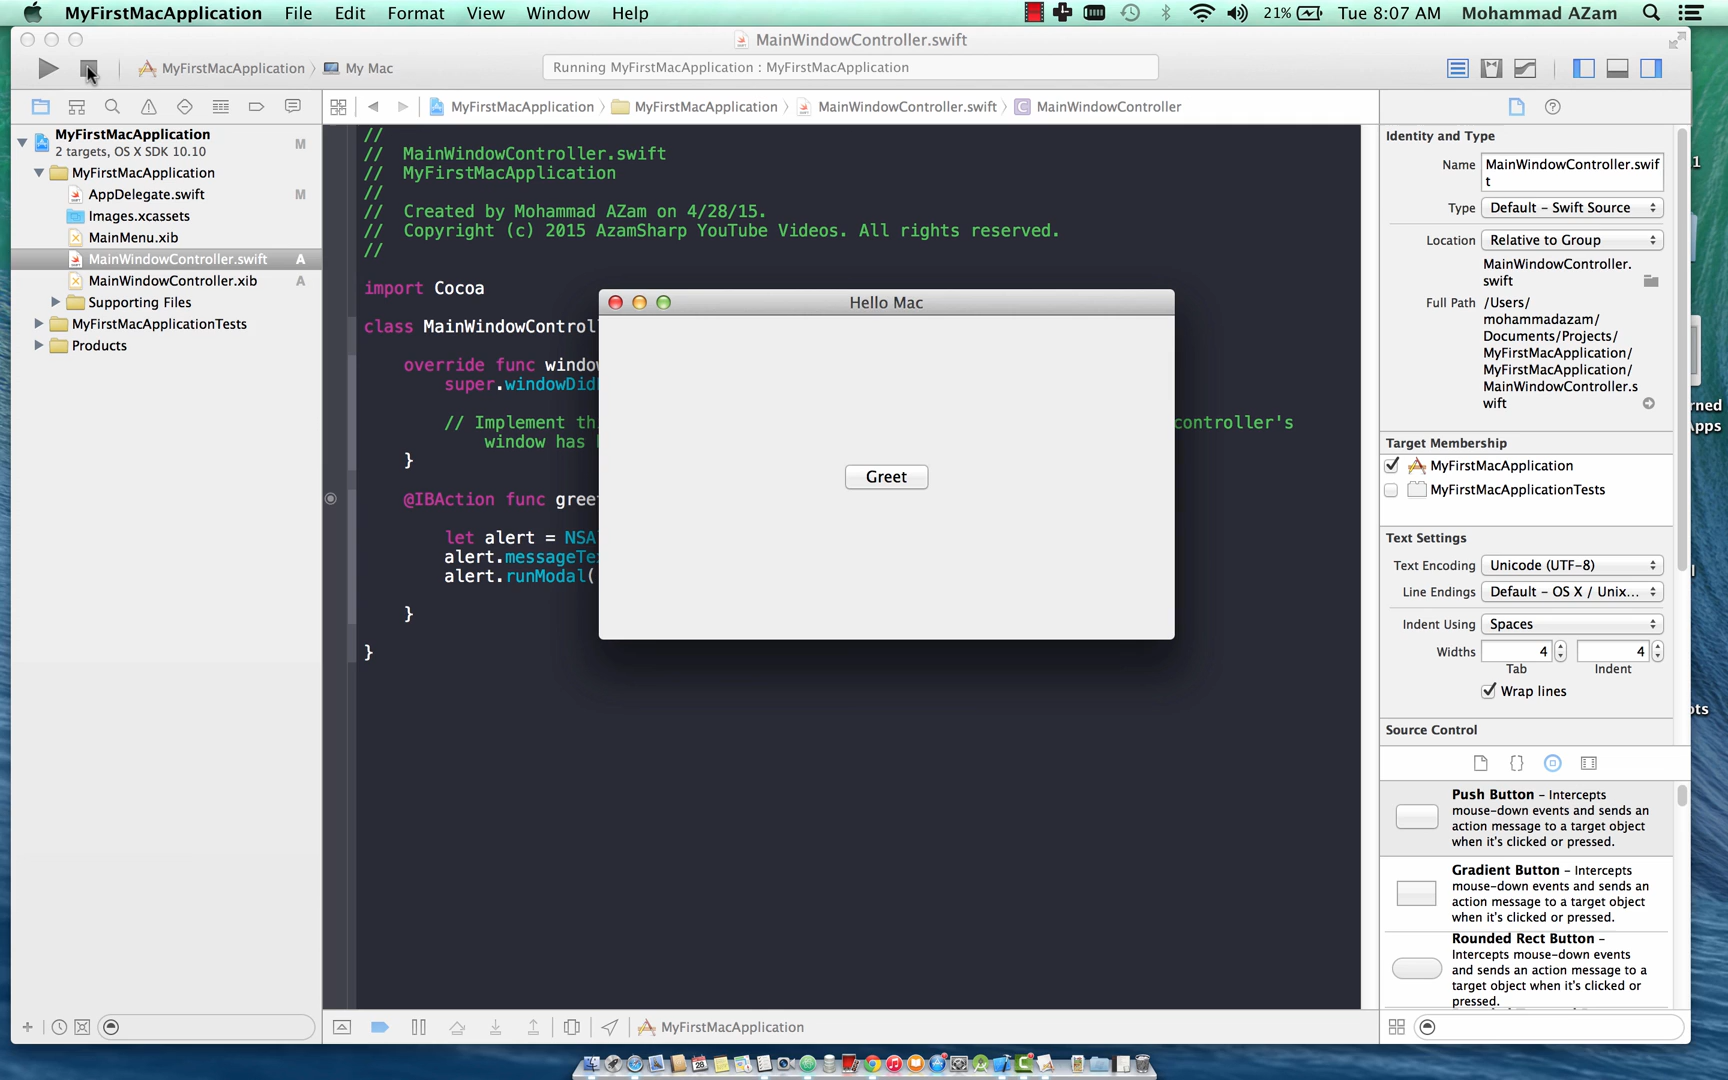 MyFirstMacApplication File Edit Format View Window Help 21% Tue 8:07 AM Mohammad AZam
MainWindowController.swift
MyFirstMacApplication My Mac Running MyFirstMacApplication : MyFirstMacApplication
MyFirstMacApplication MyFirstMacApplication MainWindowController.swift MainWindowController
MyFirstMacApplication
2 targets, OS X SDK 10.10
M
MyFirstMacApplication
AppDelegate.swift M
Images.xcassets
MainMenu.xib
MainWindowController.swift A
MainWindowController.xib A
Supporting Files
MyFirstMacApplicationTests
Products
//
// MainWindowController.swift
// MyFirstMacApplication
//
// Created by Mohammad AZam on 4/28/15.
// Copyright (c) 2015 AzamSharp YouTube Videos. All rights reserved.
//
import Cocoa
class MainWindowControl
override func windo
super.windowDid
// Implement th controller's
window has
}
@IBAction func gree
let alert = NSA
alert.messageTe
alert.runModal(
}
}
Hello Mac
Greet
MyFirstMacApplication
Identity and Type
Name MainWindowController.swif
t
Type Default - Swift Source
Location Relative to Group
MainWindowController.
swift
Full Path /Users/
mohammadazam/
Documents/Projects/
MyFirstMacApplication/
MyFirstMacApplication/
MainWindowController.s
wift
Target Membership
MyFirstMacApplication
MyFirstMacApplicationTests
Text Settings
Text Encoding Unicode (UTF-8)
Line Endings Default - OS X / Unix...
Indent Using Spaces
Widths 4 4
Tab Indent
Wrap lines
Source Control
Push Button – Intercepts
mouse-down events and sends an
action message to a target object
when it's clicked or pressed.
Gradient Button – Intercepts
mouse-down events and sends an
action message to a target object
when it's clicked or pressed.
Rounded Rect Button –
Intercepts mouse-down events
and sends an action message to a
target object when it's clicked or
pressed.
1
rned
pps
ots